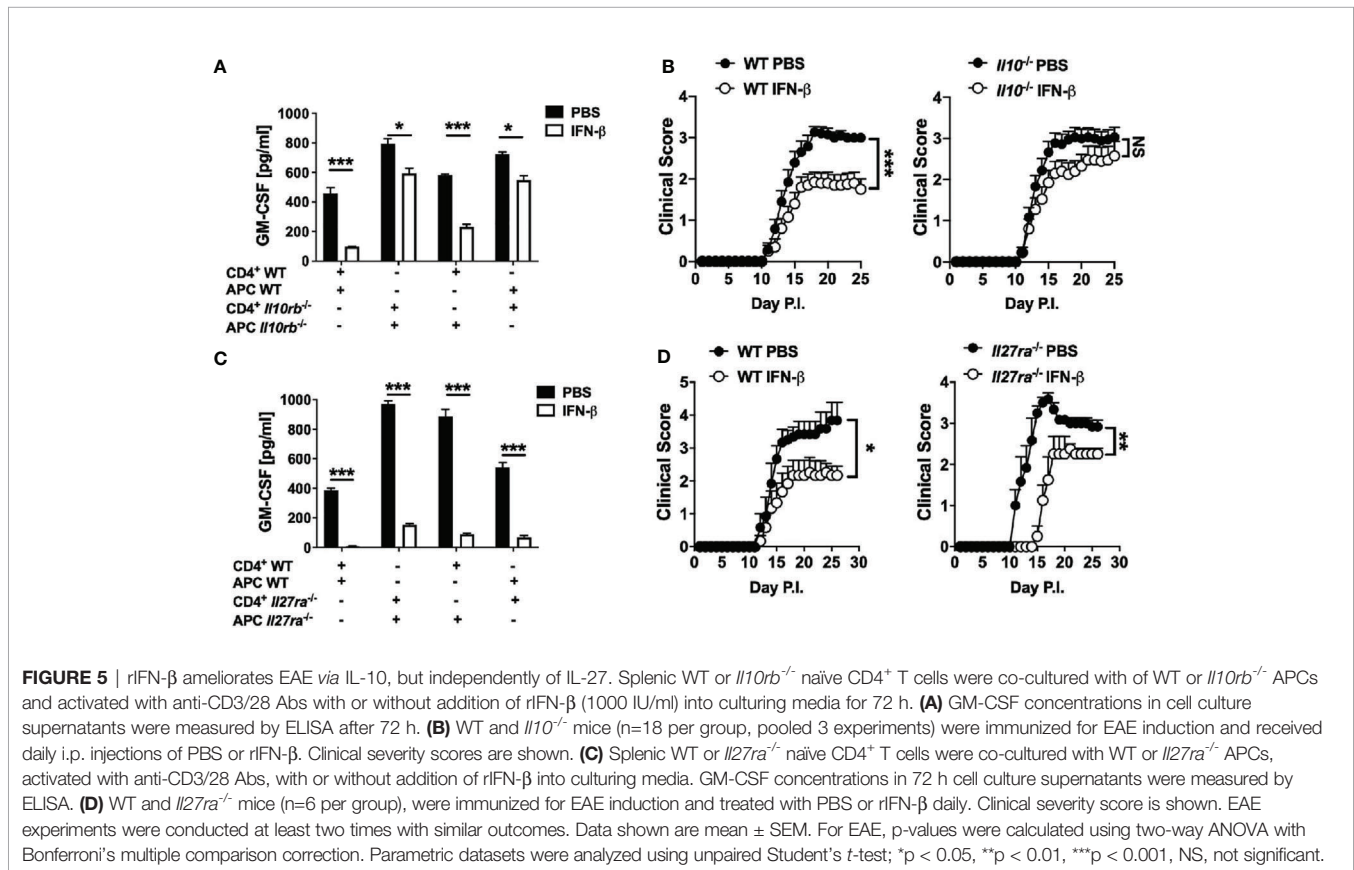 A
PBS
IFN-β
GM-CSF [pg/ml]
1000
800
600
400
200
0
***
*
***
*
CD4+ WT + - + -
APC WT + - - +
CD4+ Il10rb-/- - + - +
APC Il10rb-/- - + + -
B
WT PBS
WT IFN-β
Clinical Score
4
3
2
1
0
***
0 5 10 15 20 25
Day P.I.
Il10-/- PBS
Il10-/- IFN-β
Clinical Score
4
3
2
1
0
NS
0 5 10 15 20 25
Day P.I.
C
PBS
IFN-β
GM-CSF [pg/ml]
1000
800
600
400
200
0
***
***
***
***
CD4+ WT + - + -
APC WT + - - +
CD4+ Il27ra-/- - + - +
APC Il27ra-/- - + + -
D
WT PBS
WT IFN-β
Clinical Score
5
4
3
2
1
0
*
0 5 10 15 20 25 30
Day P.I.
Il27ra-/- PBS
Il27ra-/- IFN-β
Clinical Score
4
3
2
1
0
**
0 5 10 15 20 25 30
Day P.I.
FIGURE 5 | rIFN-β ameliorates EAE via IL-10, but independently of IL-27. Splenic WT or Il10rb-/- naïve CD4+ T cells were co-cultured with of WT or Il10rb-/- APCs
and activated with anti-CD3/28 Abs with or without addition of rIFN-β (1000 IU/ml) into culturing media for 72 h. (A) GM-CSF concentrations in cell culture
supernatants were measured by ELISA after 72 h. (B) WT and Il10-/- mice (n=18 per group, pooled 3 experiments) were immunized for EAE induction and received
daily i.p. injections of PBS or rIFN-β. Clinical severity scores are shown. (C) Splenic WT or Il27ra-/- naïve CD4+ T cells were co-cultured with WT or Il27ra-/- APCs,
activated with anti-CD3/28 Abs, with or without addition of rIFN-β into culturing media. GM-CSF concentrations in 72 h cell culture supernatants were measured by
ELISA. (D) WT and Il27ra-/- mice (n=6 per group), were immunized for EAE induction and treated with PBS or rIFN-β daily. Clinical severity score is shown. EAE
experiments were conducted at least two times with similar outcomes. Data shown are mean ± SEM. For EAE, p-values were calculated using two-way ANOVA with
Bonferroni's multiple comparison correction. Parametric datasets were analyzed using unpaired Student's t-test; *p < 0.05, **p < 0.01, ***p < 0.001, NS, not significant.